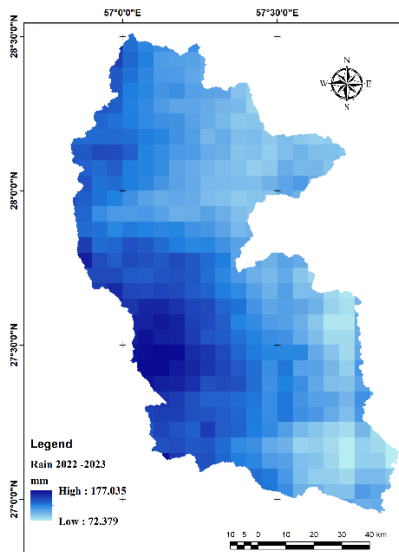 57°0'0"E
57°30'0"E
28°30'0"N
N
W E
S
28°0'0"N
27°30'0"N
Legend
Rain 2022 -2023
mm
High : 177.035
Low : 72.379
27°0'0"N
10 5 0 10 20 30 40 km